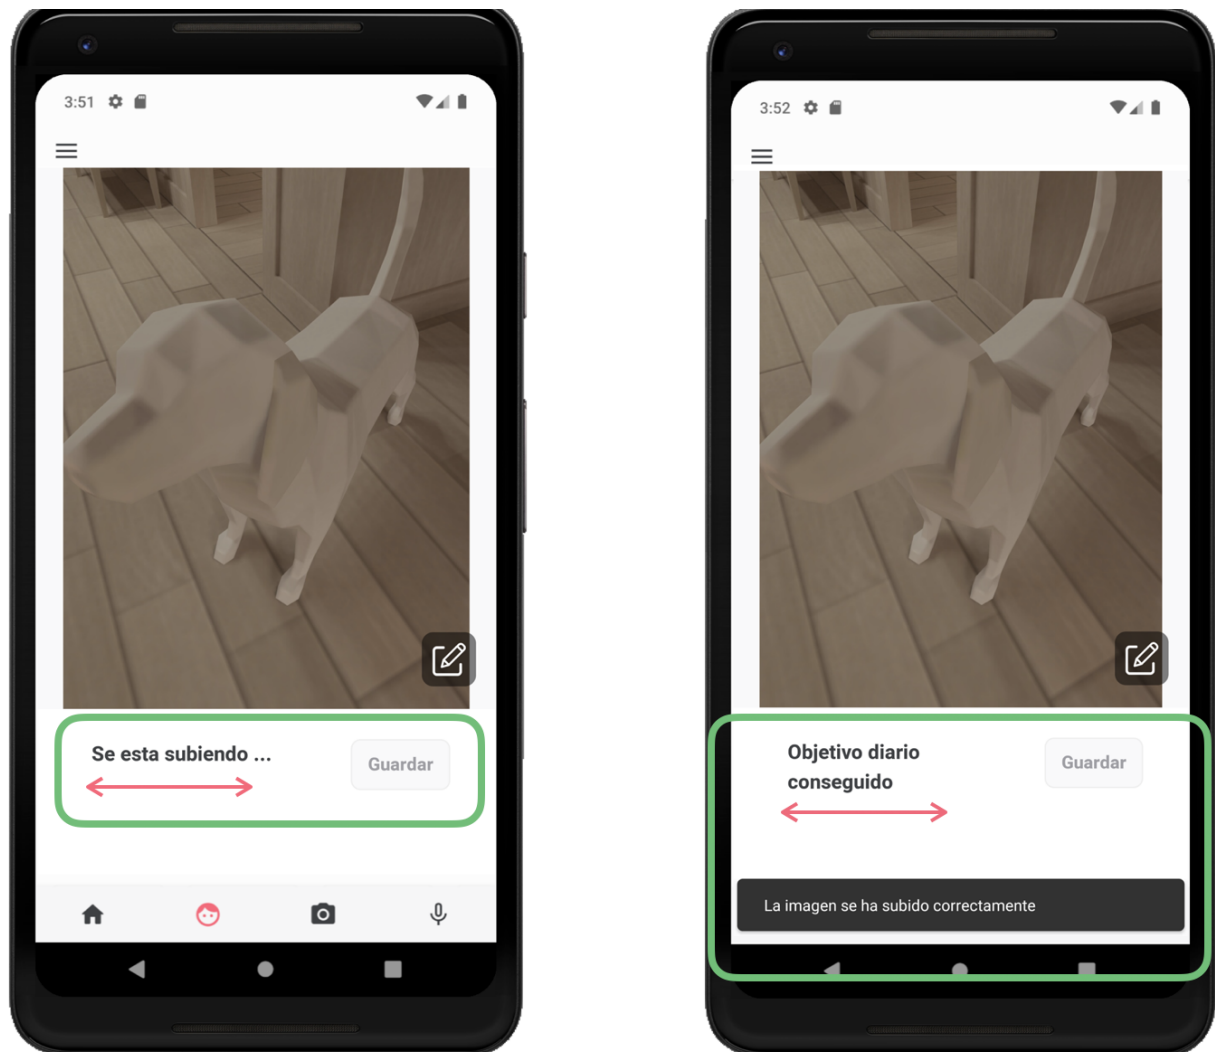 3:51
Se esta subiendo ...
Guardar
3:52
Objetivo diario
conseguido
Guardar
La imagen se ha subido correctamente